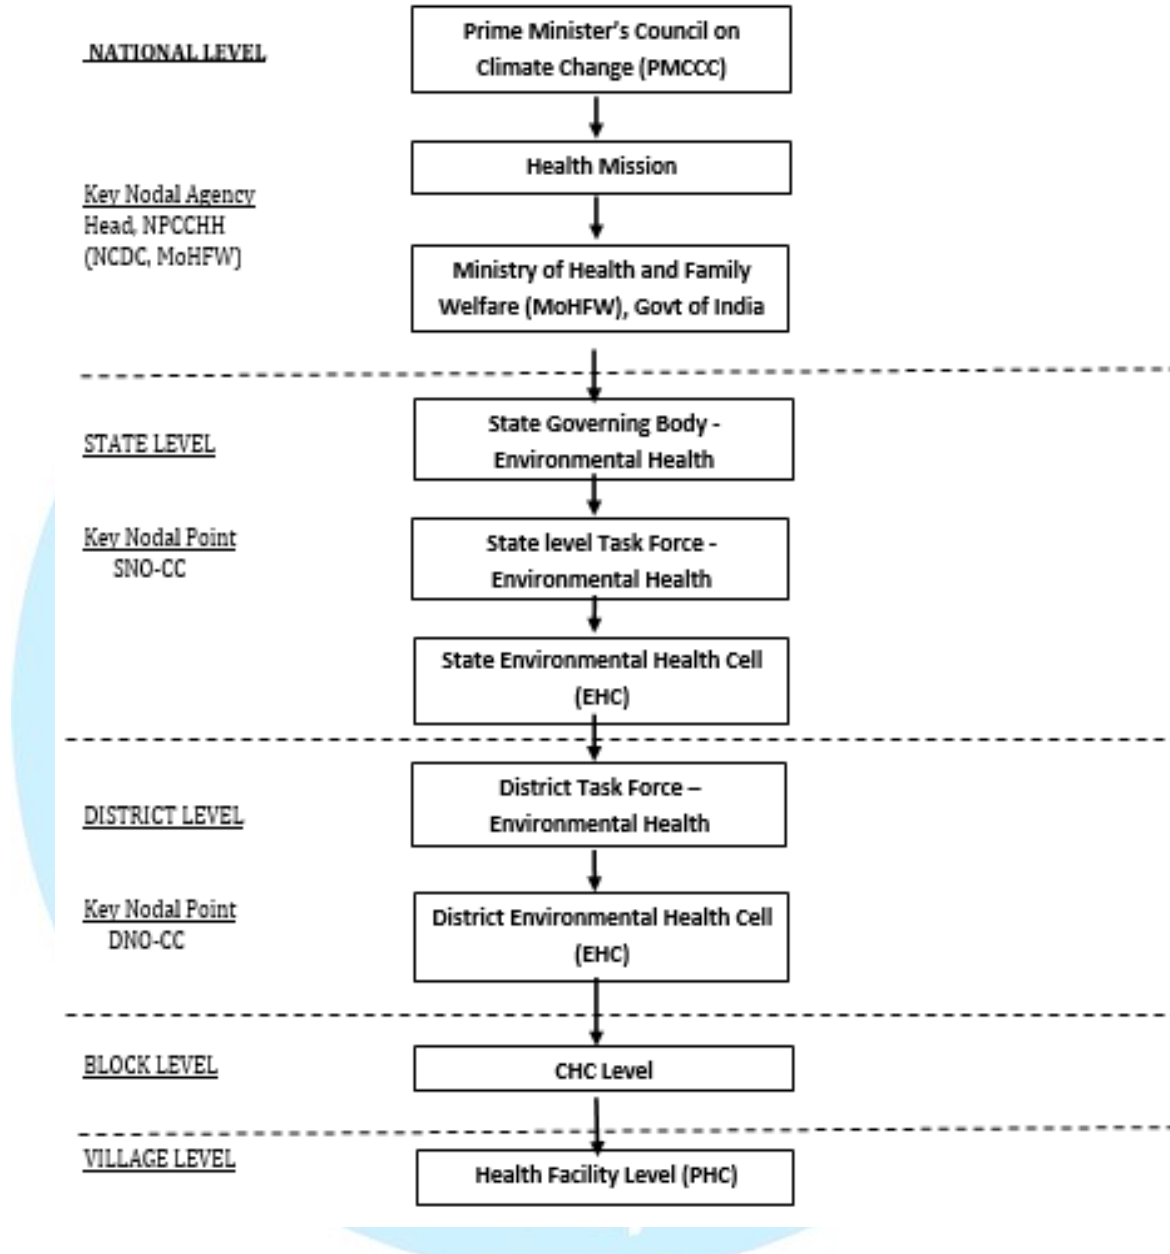 NATIONAL LEVEL
Prime Minister's Council on
Climate Change (PMCCC)
Health Mission
Key Nodal Agency
Head, NPCCHH
(NCDC, MoHFW)
Ministry of Health and Family
Welfare (MoHFW), Govt of India
STATE LEVEL
State Governing Body -
Environmental Health
Key Nodal Point
SNO-CC
State level Task Force -
Environmental Health
State Environmental Health Cell
(EHC)
DISTRICT LEVEL
District Task Force –
Environmental Health
Key Nodal Point
DNO-CC
District Environmental Health Cell
(EHC)
BLOCK LEVEL
CHC Level
VILLAGE LEVEL
Health Facility Level (PHC)